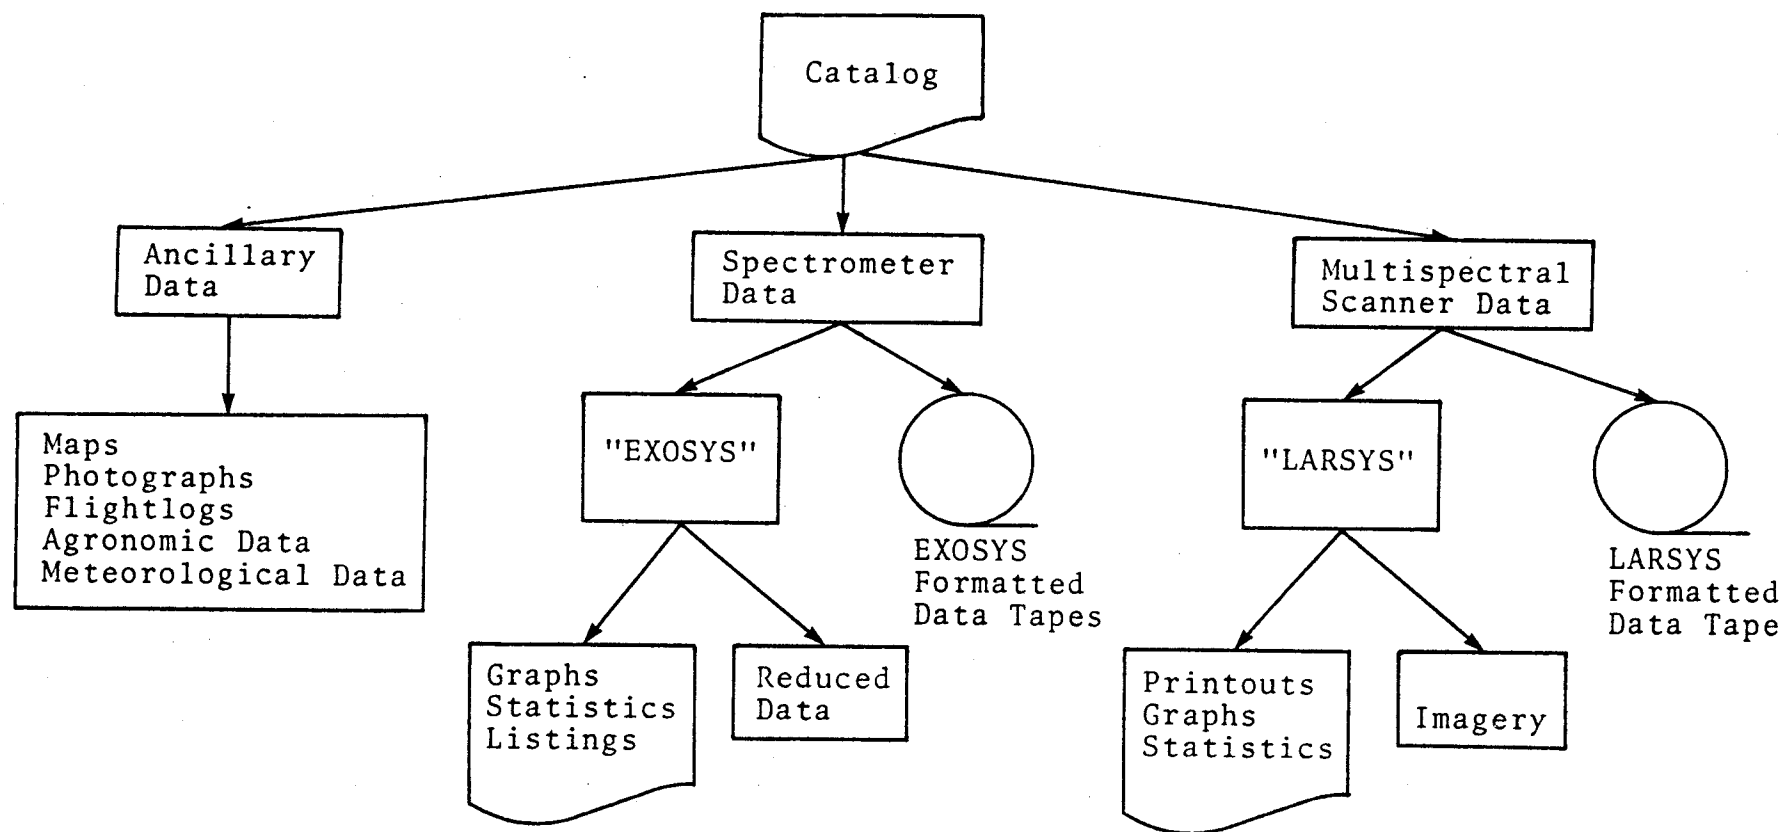 Catalog
Ancillary
Data
Spectrometer
Data
Multispectral
Scanner Data
Maps
Photographs
Flightlogs
Agronomic Data
Meteorological Data
"EXOSYS"
EXOSYS
Formatted
Data Tapes
"LARSYS"
LARSYS
Formatted
Data Tape
Graphs
Statistics
Listings
Reduced
Data
Printouts
Graphs
Statistics
Imagery